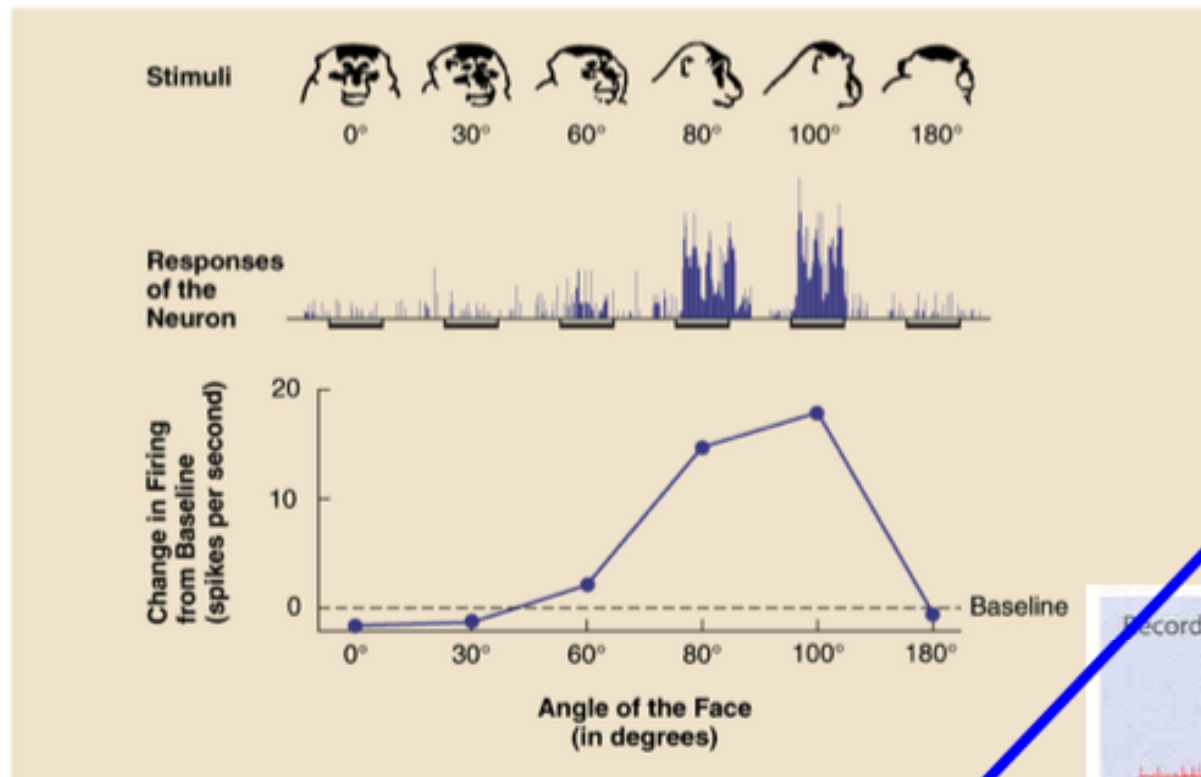 Stimuli
0° 30° 60° 80° 100° 180°
Responses
of the
Neuron
Change in Firing
from Baseline
(spikes per second)
20
10
0
Baseline
0° 30° 60° 80° 100° 180°
Angle of the Face
(in degrees)